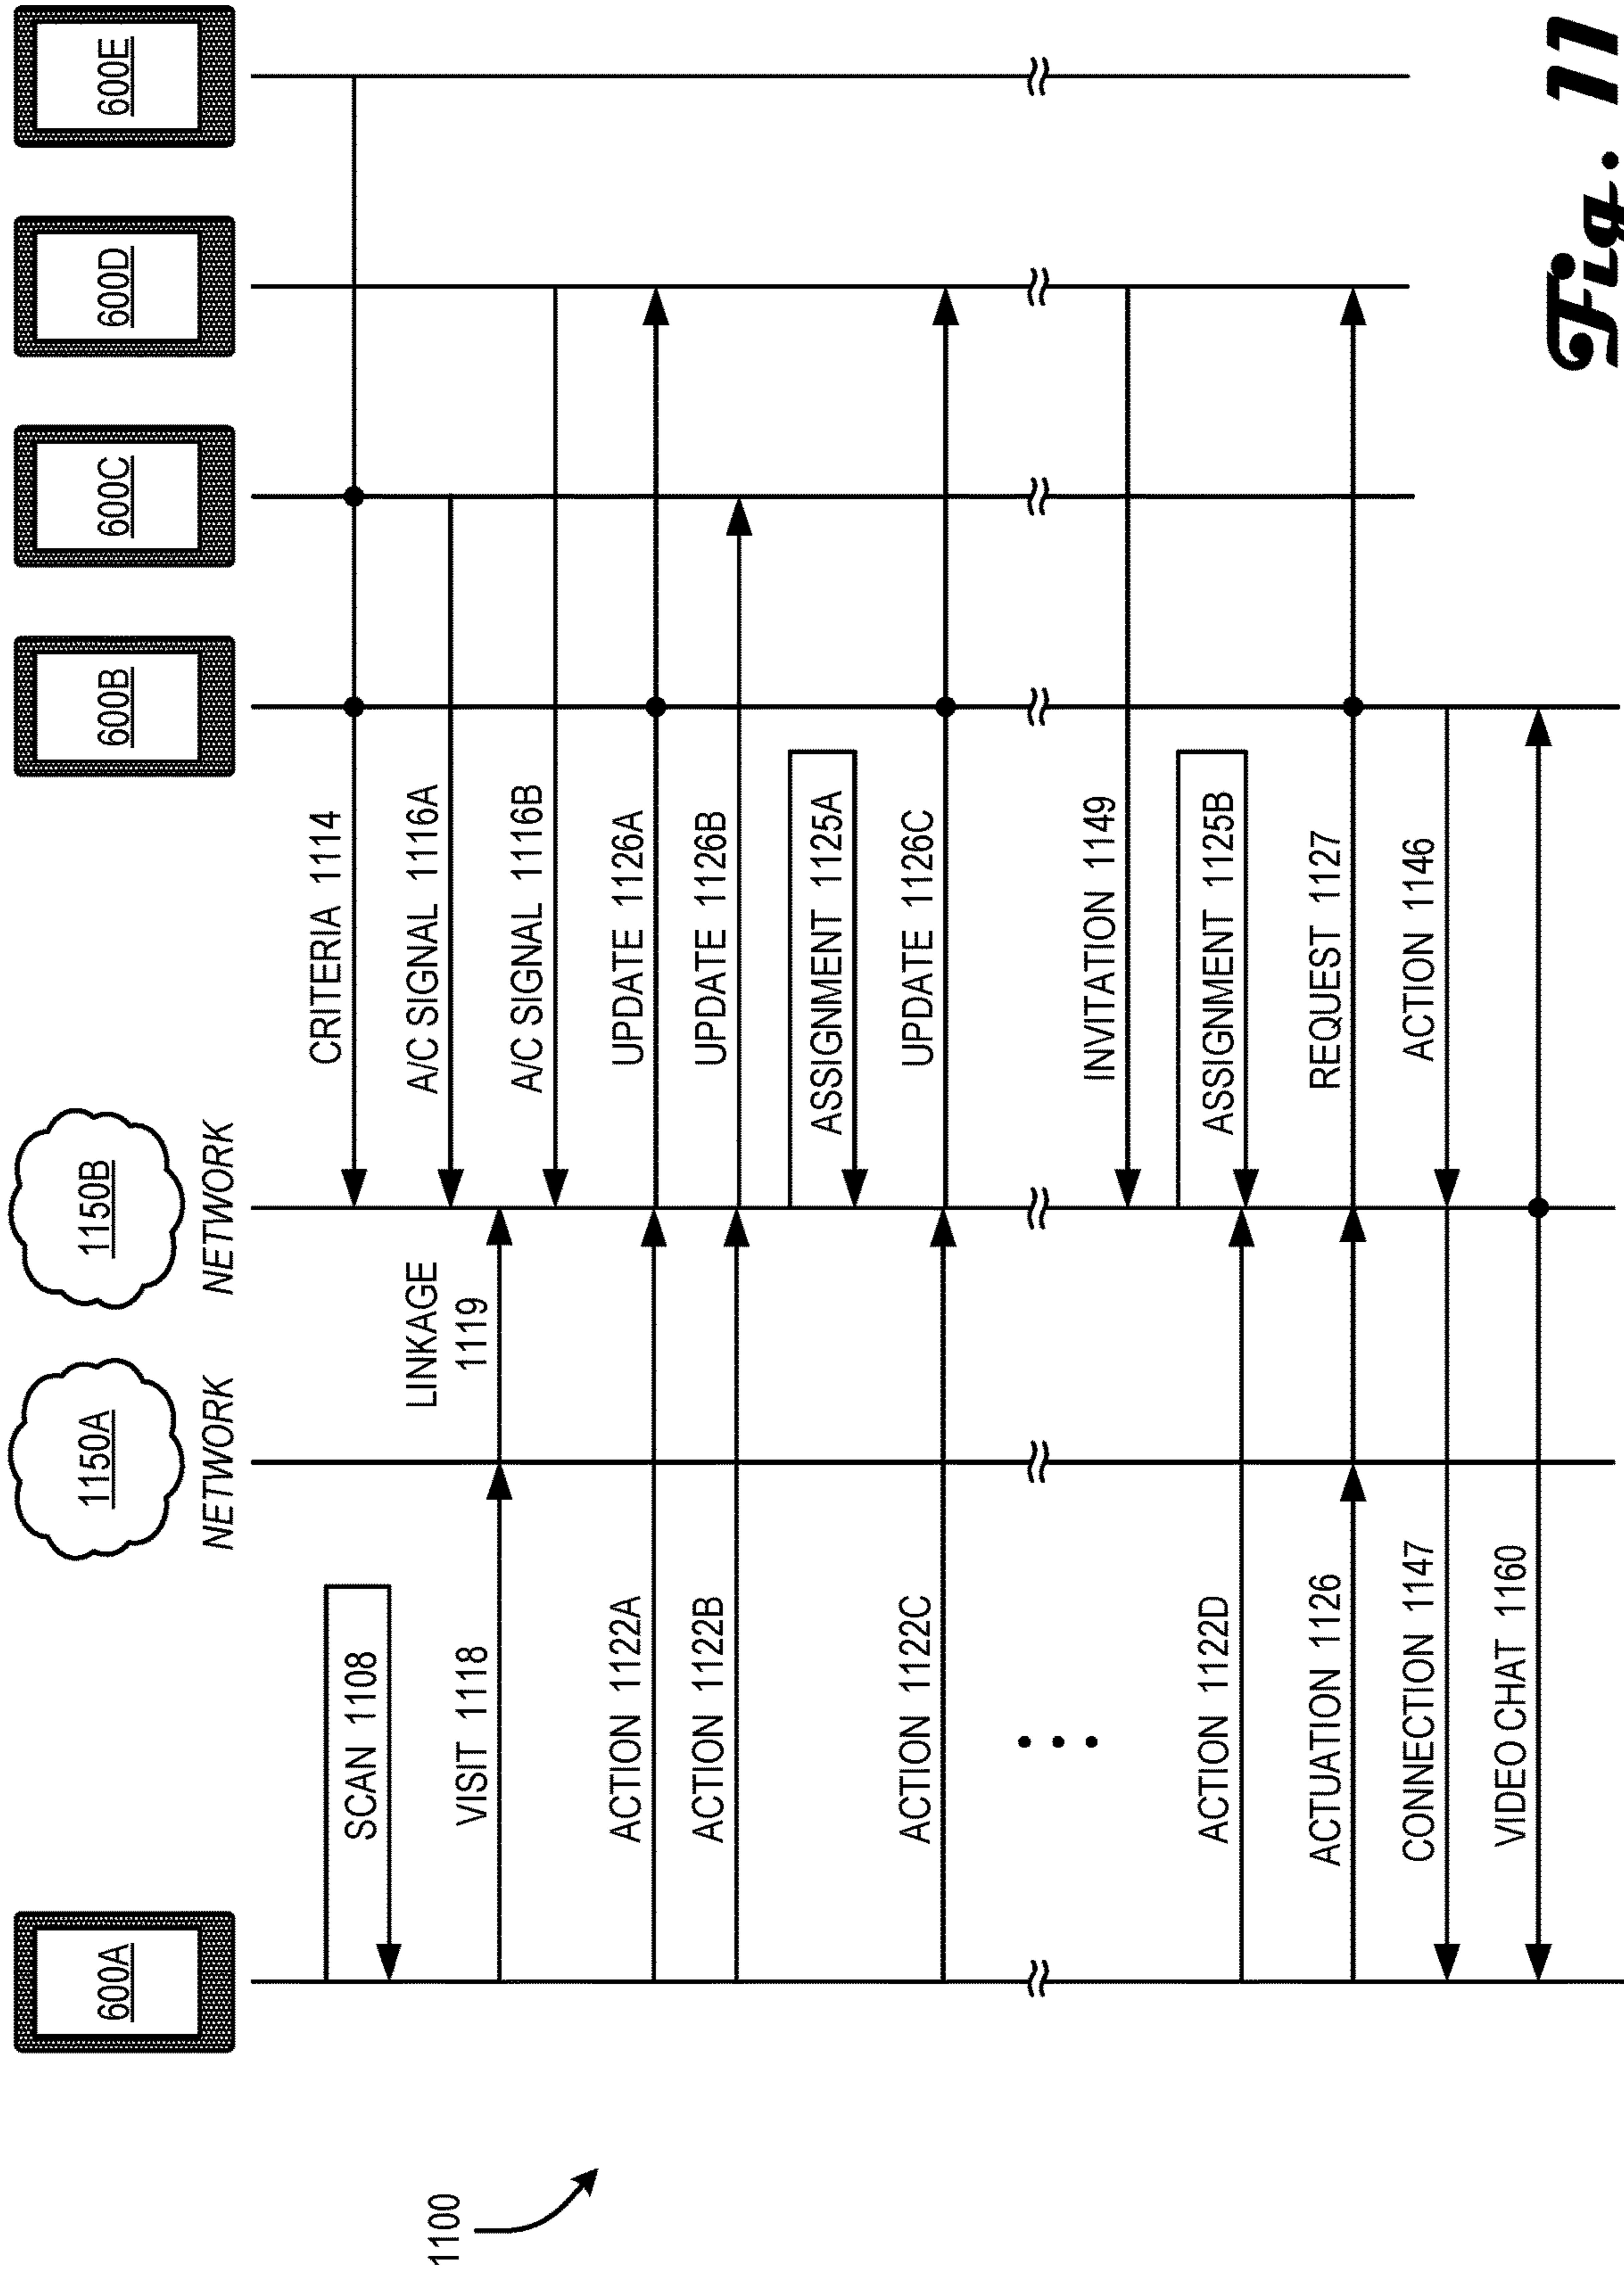 600A
1150A
NETWORK
1150B
NETWORK
600B
600C
600D
600E
1100
SCAN 1108
CRITERIA 1114
A/C SIGNAL 1116A
VISIT 1118
LINKAGE
1119
A/C SIGNAL 1116B
ACTION 1122A
UPDATE 1126A
ACTION 1122B
UPDATE 1126B
ASSIGNMENT 1125A
ACTION 1122C
UPDATE 1126C
INVITATION 1149
ACTION 1122D
ASSIGNMENT 1125B
ACTUATION 1126
REQUEST 1127
CONNECTION 1147
ACTION 1146
VIDEO CHAT 1160
Fig. 11